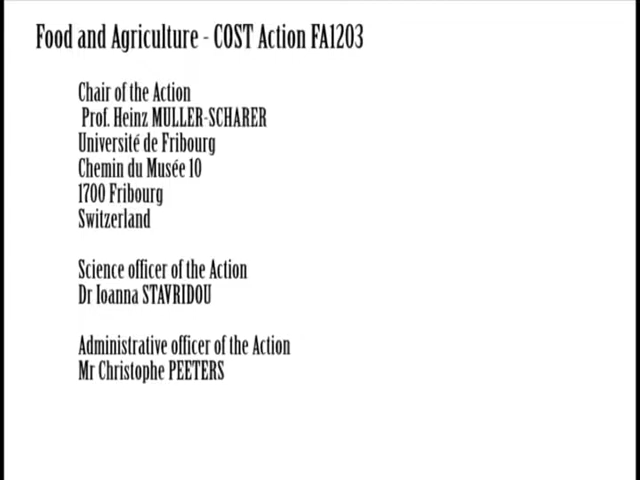 Food and Agriculture - COST Action FA1203
Chair of the Action
Prof. Heinz MULLER-SCHARER
Université de Fribourg
Chemin du Musée 10
1700 Fribourg
Switzerland
Science officer of the Action
Dr Ioanna STAVRIDOU
Administrative officer of the Action
Mr Christophe PEETERS